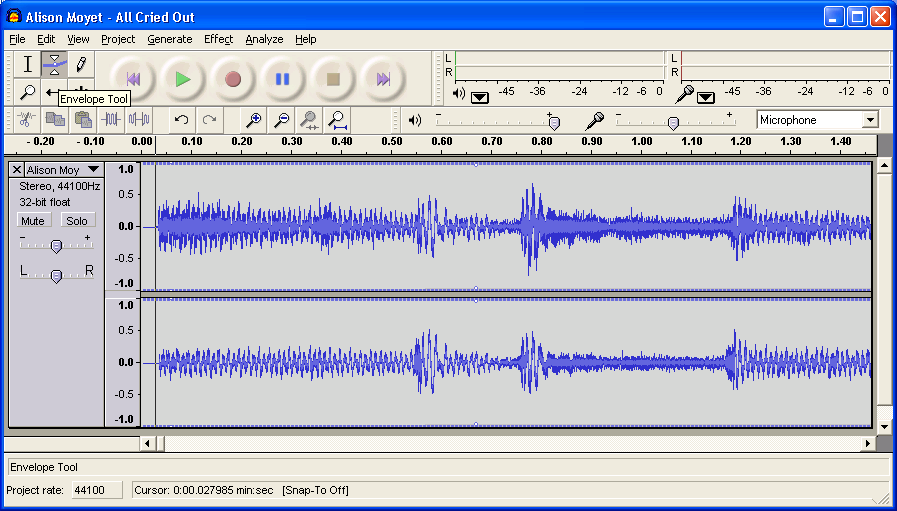 Alison Moyet - All Cried Out
File Edit View Project Generate Effect Analyze Help
L
R
-45 -36 -24 -12 -6 0
L
R
-45 -36 -24 -12 -6 0
Envelope Tool
- +
- +
Microphone
- 0.20 - 0.10 0.00 0.10 0.20 0.30 0.40 0.50 0.60 0.70 0.80 0.90 1.00 1.10 1.20 1.30 1.40
Alison Moy
Stereo, 44100Hz
32-bit float
Mute Solo
- +
L R
1.0
0.5
0.0
-0.5
-1.0
1.0
0.5
0.0
-0.5
-1.0
Envelope Tool
Project rate: 44100 Cursor: 0:00.027985 min:sec [Snap-To Off]